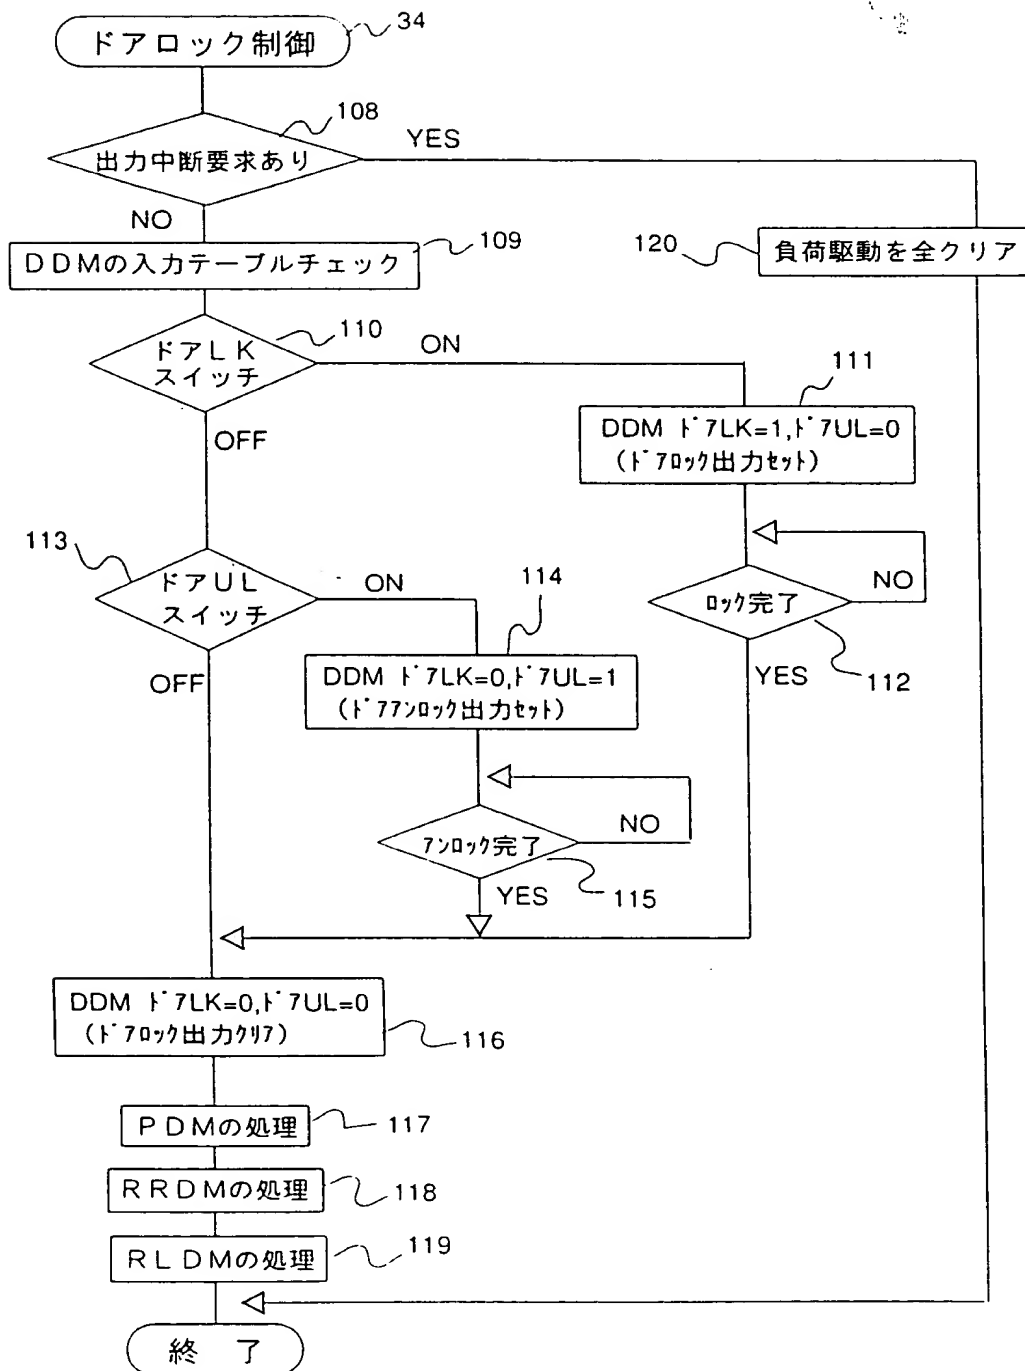 ドアロック制御
34
108
出力中断要求あり
YES
NO
109
DDMの入力テーブルチェック
120
負荷駆動を全クリア
110
ドアLK
スイッチ
ON
OFF
111
DDM ドアLK=1,ドアUL=0
(ドアロック出力セット)
113
ドアUL
スイッチ
ON
OFF
114
DDM ドアLK=0,ドアUL=1
(ドアアンロック出力セット)
ロック完了
NO
YES
112
アンロック完了
NO
YES
115
DDM ドアLK=0,ドアUL=0
(ドアロック出力クリア)
116
PDMの処理
117
RRDMの処理
118
RLDMの処理
119
終 了